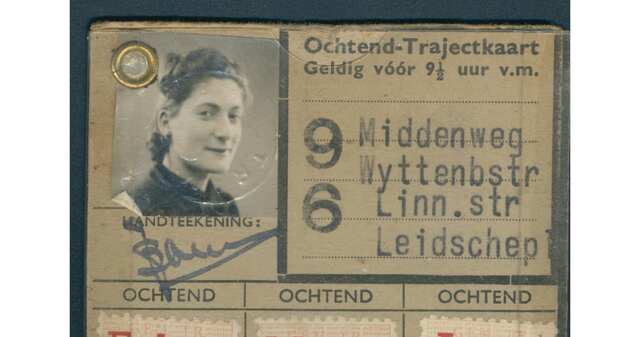 Ochtend-Trajectkaart
Geldig vóór 9½ uur v.m.
9 Middenweg
Wyttenbstr
6 Linn.str
Leidschepl
HANDTEEKENING:
OCHTEND OCHTEND OCHTEND